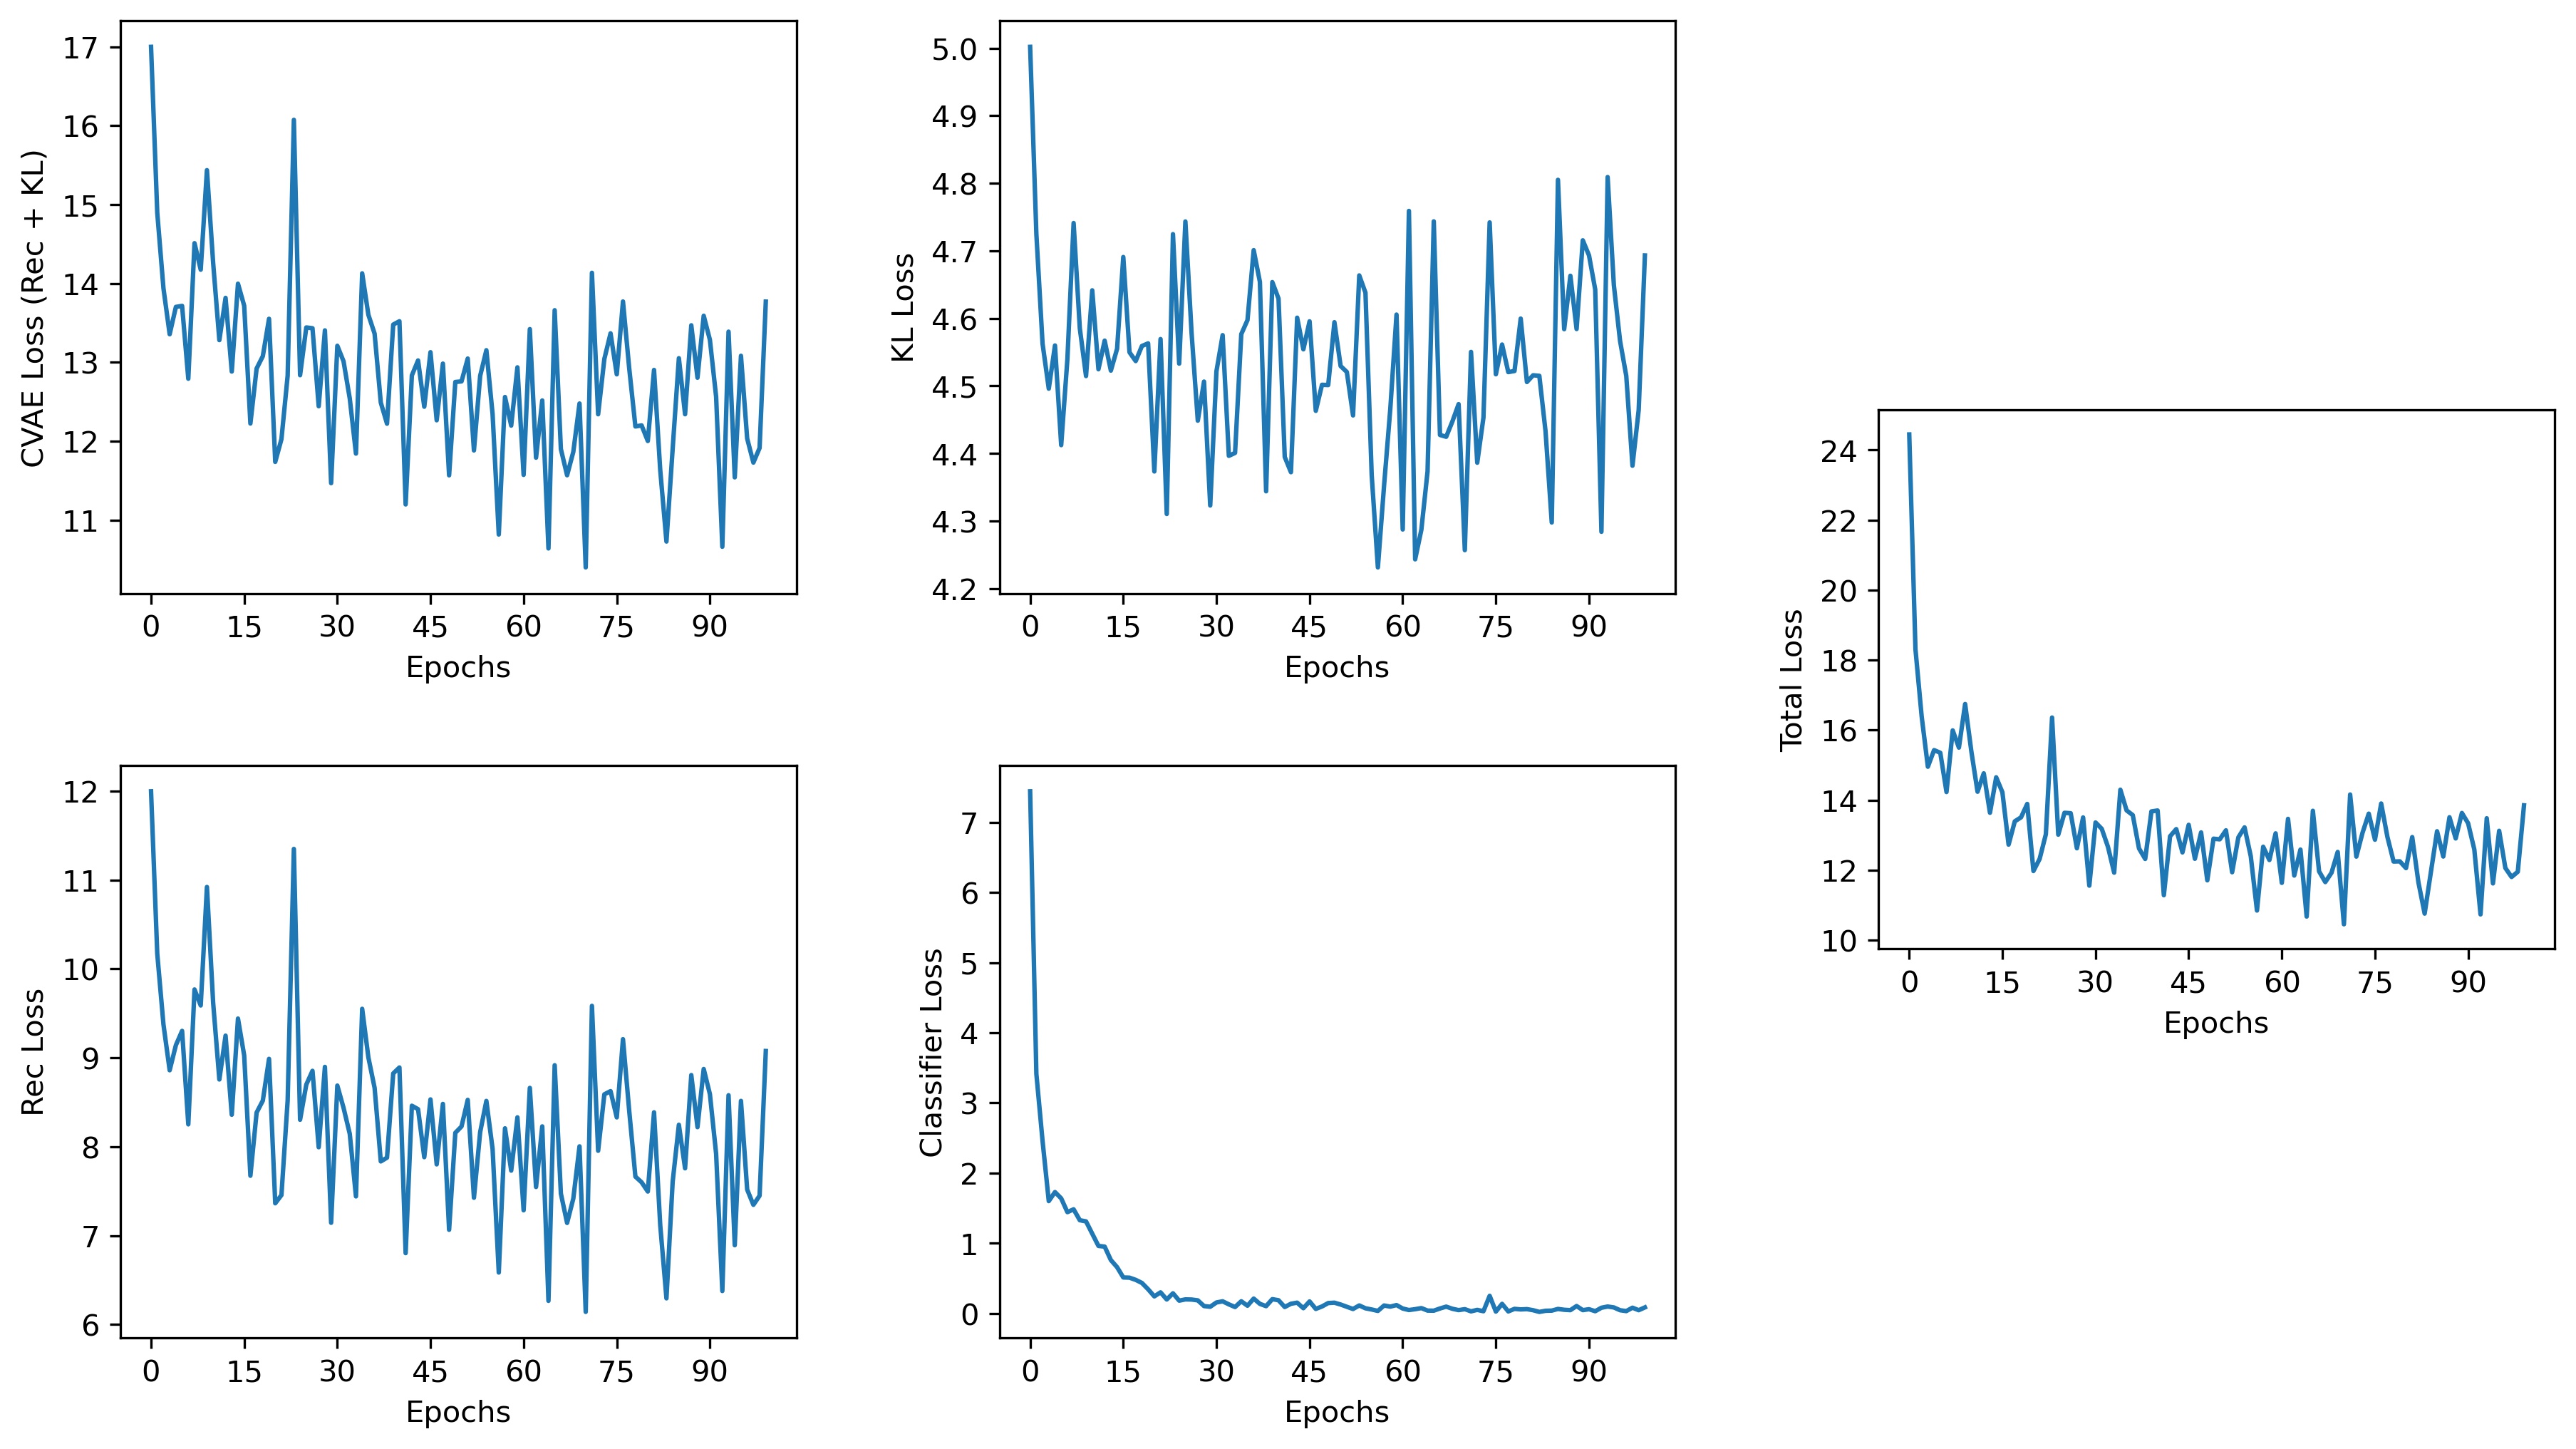 CVAE Loss (Rec + KL)
17
16
15
14
13
12
11
0 15 30 45 60 75 90
Epochs
KL Loss
5.0
4.9
4.8
4.7
4.6
4.5
4.4
4.3
4.2
0 15 30 45 60 75 90
Epochs
Rec Loss
12
11
10
9
8
7
6
0 15 30 45 60 75 90
Epochs
Classifier Loss
7
6
5
4
3
2
1
0
0 15 30 45 60 75 90
Epochs
Total Loss
24
22
20
18
16
14
12
10
0 15 30 45 60 75 90
Epochs